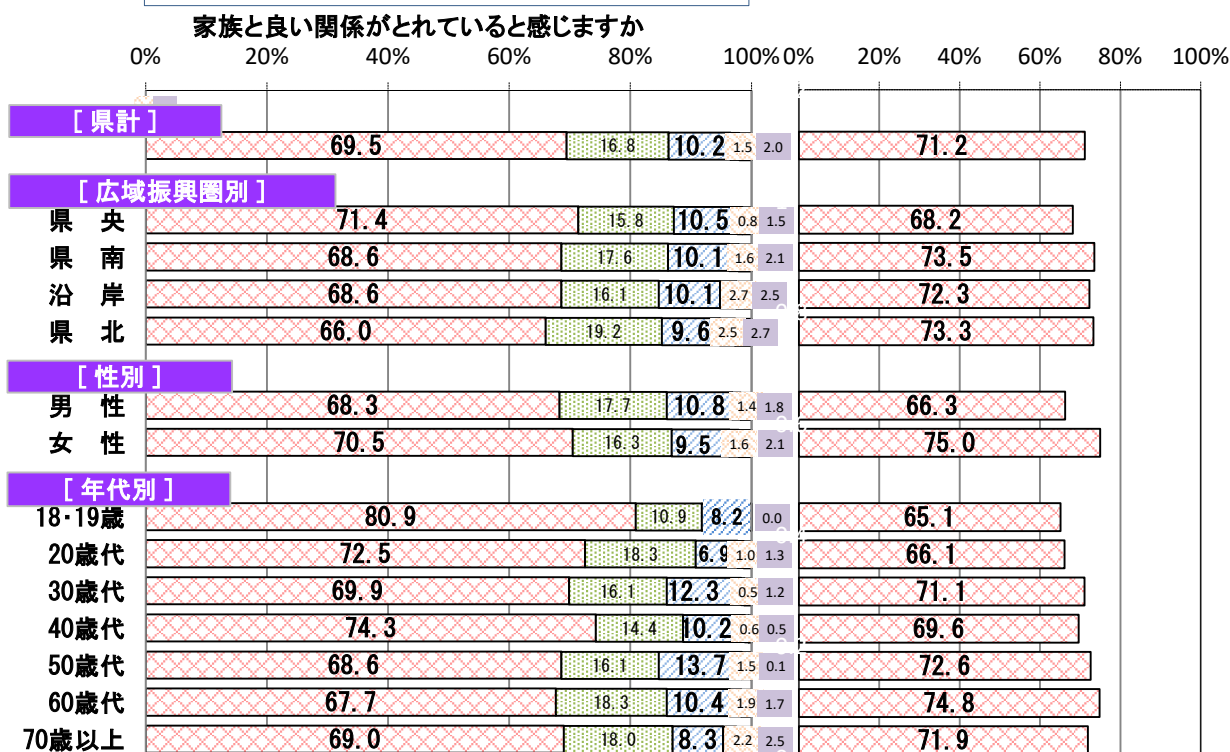 家族と良い関係がとれていると感じますか
0% 20% 40% 60% 80% 100% 0% 20% 40% 60% 80% 100%
[ 県計 ]
69.5 16.8 10.2 1.5 2.0 71.2
[ 広域振興圏別 ]
県 央 71.4 15.8 10.5 0.8 1.5 68.2
県 南 68.6 17.6 10.1 1.6 2.1 73.5
沿 岸 68.6 16.1 10.1 2.7 2.5 72.3
県 北 66.0 19.2 9.6 2.5 2.7 73.3
[ 性別 ]
男 性 68.3 17.7 10.8 1.4 1.8 66.3
女 性 70.5 16.3 9.5 1.6 2.1 75.0
[ 年代別 ]
18・19歳 80.9 10.9 8.2 0.0 65.1
20歳代 72.5 18.3 6.9 1.0 1.3 66.1
30歳代 69.9 16.1 12.3 0.5 1.2 71.1
40歳代 74.3 14.4 10.2 0.6 0.5 69.6
50歳代 68.6 16.1 13.7 1.5 0.1 72.6
60歳代 67.7 18.3 10.4 1.9 1.7 74.8
70歳以上 69.0 18.0 8.3 2.2 2.5 71.9